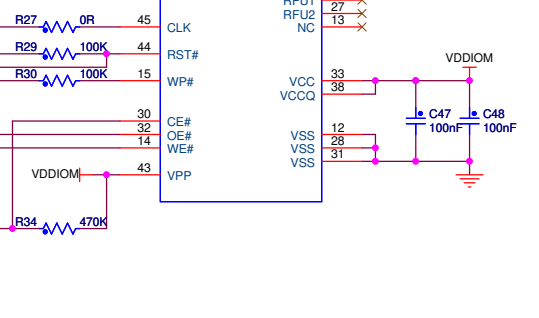 RFU1
RFU2 27
NC 13
R27 0R 45 CLK
R29 100K 44 RST#
R30 100K 15 WP#
VDDIOM
VCC 33
VCCQ 38
C47 100nF
C48 100nF
30 CE#
32 OE#
14 WE#
VSS 12
VSS 28
VSS 31
VDDIOM 43 VPP
R34 470K